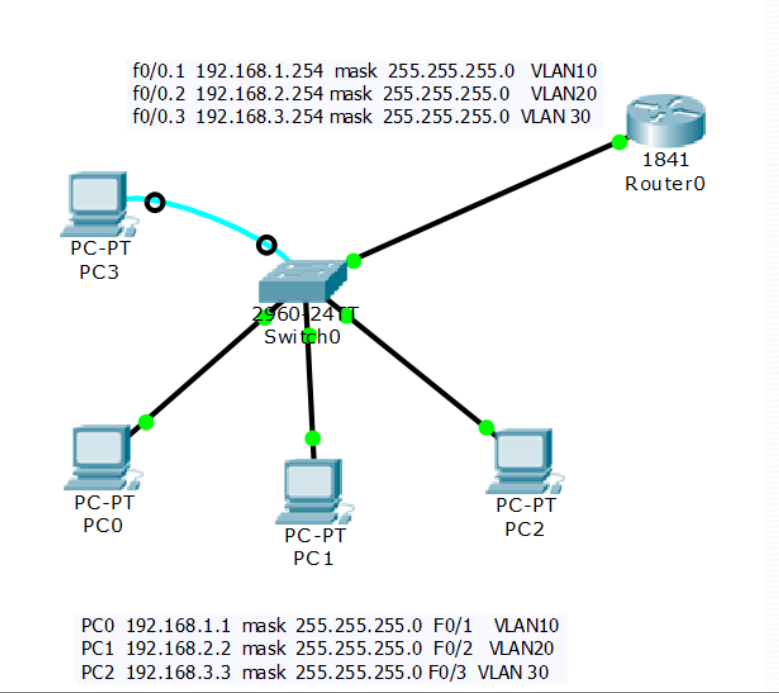 f0/0.1 192.168.1.254 mask 255.255.255.0 VLAN10
f0/0.2 192.168.2.254 mask 255.255.255.0 VLAN20
f0/0.3 192.168.3.254 mask 255.255.255.0 VLAN 30
1841
Router0
PC-PT
PC3
2960-24TT
Switch0
PC-PT
PC0
PC-PT
PC1
PC-PT
PC2
PC0 192.168.1.1 mask 255.255.255.0 F0/1 VLAN10
PC1 192.168.2.2 mask 255.255.255.0 F0/2 VLAN20
PC2 192.168.3.3 mask 255.255.255.0 F0/3 VLAN 30